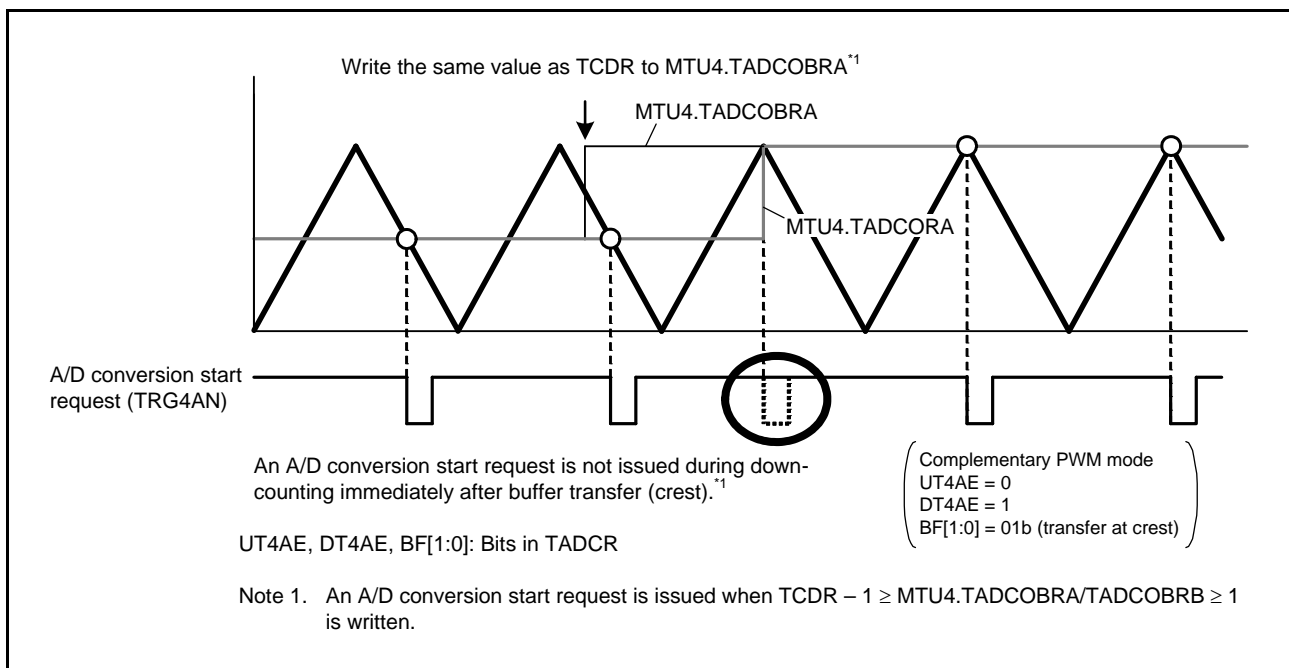 Write the same value as TCDR to MTU4.TADCOBRA*1
MTU4.TADCOBRA
MTU4.TADCORA
A/D conversion start
request (TRG4AN)
An A/D conversion start request is not issued during down-
counting immediately after buffer transfer (crest).*1
Complementary PWM mode
UT4AE = 0
DT4AE = 1
BF[1:0] = 01b (transfer at crest)
UT4AE, DT4AE, BF[1:0]: Bits in TADCR
Note 1. An A/D conversion start request is issued when TCDR – 1 ≥ MTU4.TADCOBRA/TADCOBRB ≥ 1
is written.